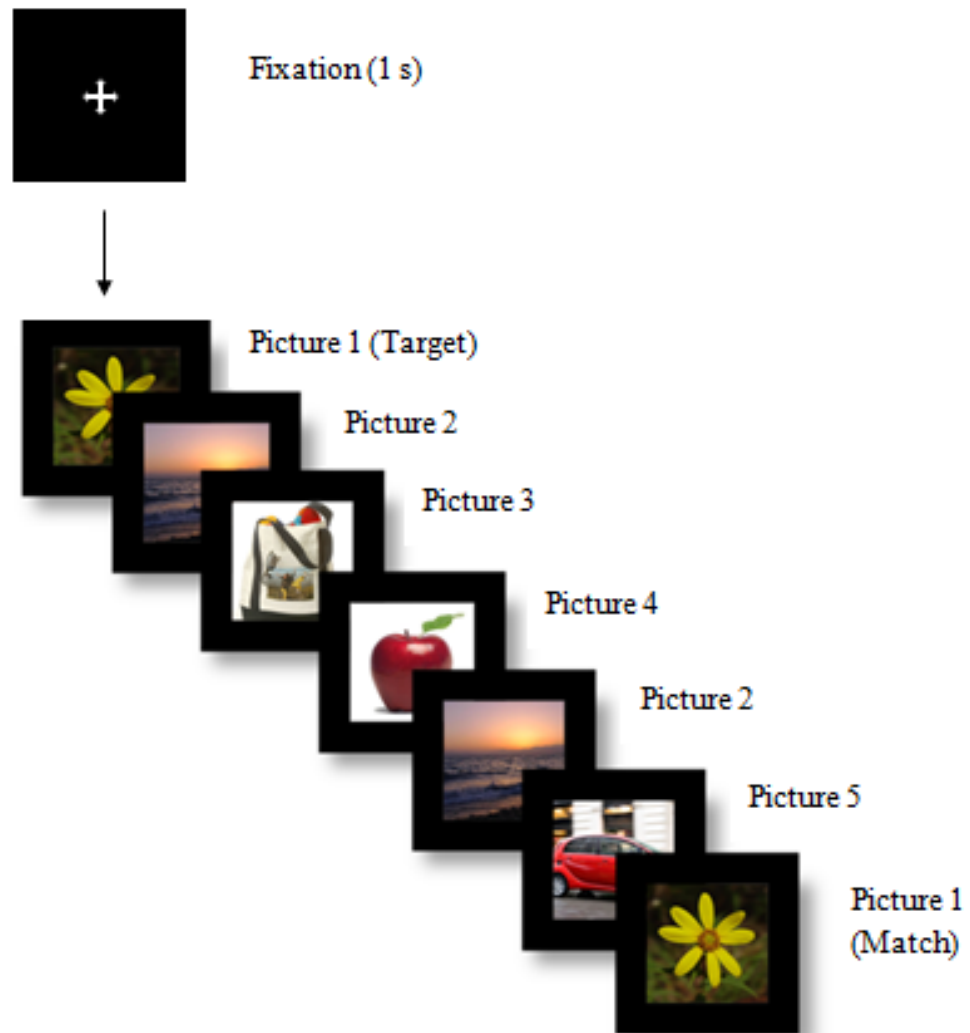 Fixation (1 s)
Picture 1 (Target)
Picture 2
Picture 3
Picture 4
Picture 2
Picture 5
Picture 1
(Match)